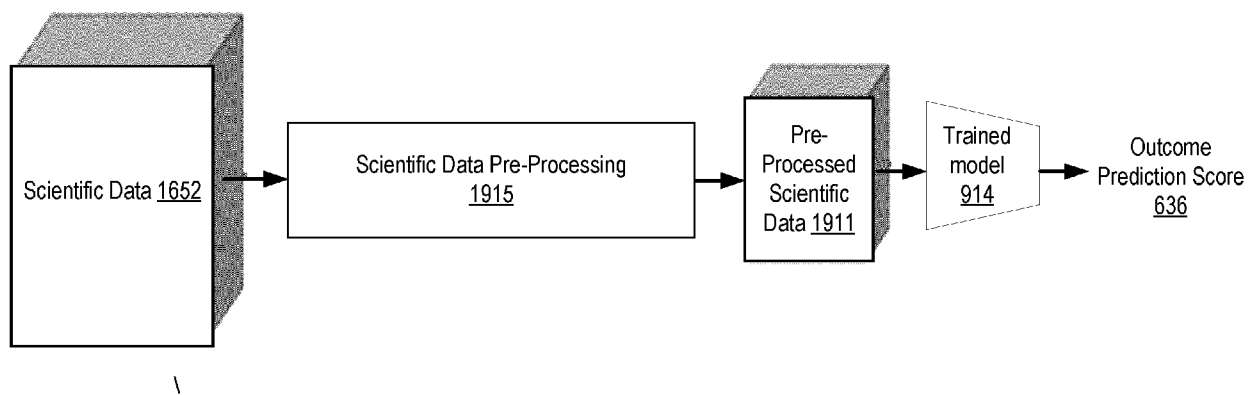 Scientific Data 1652
Scientific Data Pre-Processing
1915
Pre-
Processed
Scientific
Data 1911
Trained
model
914
Outcome
Prediction Score
636
\